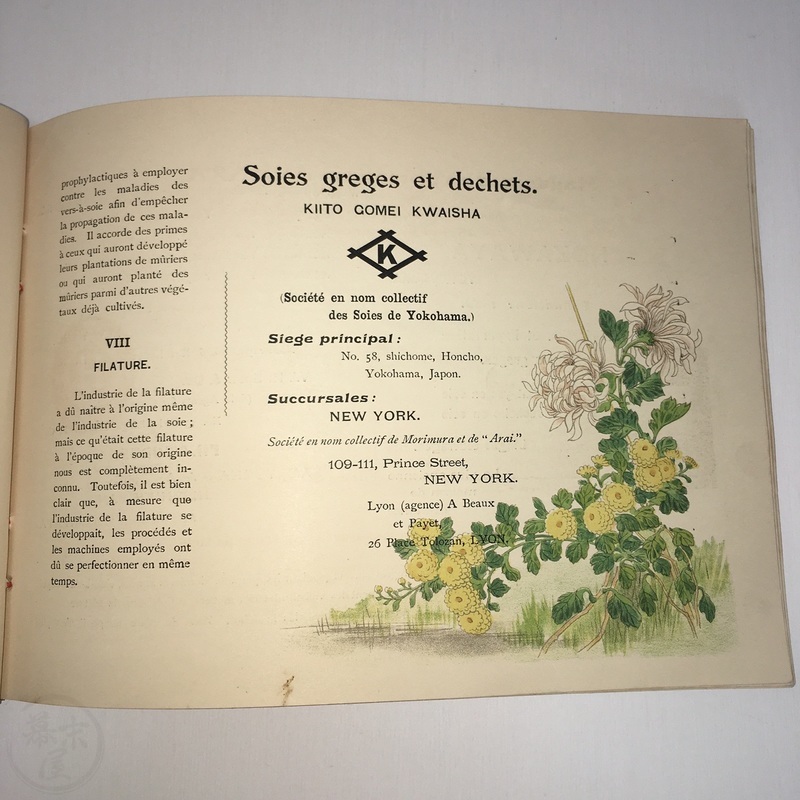 prophylactiques à employer
contre les maladies des
vers-à-soie afin d'empêcher
la propagation de ces mala-
dies. Il accorde des primes
à ceux qui auront développé
leurs plantations de mûriers
ou qui auront planté des
mûriers parmi d'autres végé-
taux déjà cultivés.
VIII
FILATURE.
L'industrie de la filature
a dû naitre à l'origine même
de l'industrie de la soie ;
mais ce qu'était cette filature
à l'époque de son origine
nous est complètement in-
connu. Toutefois, il est bien
clair que, à mesure que
l'industrie de la filature se
développait, les procédés et
les machines employés ont
dû se perfectionner en même
temps.
Soies greges et dechets.
KIITO GOMEI KWAISHA
K
(Société en nom collectif
des Soies de Yokohama.)
Siege principal :
No. 58, shichome, Honcho,
Yokohama, Japon.
Succursales :
NEW YORK.
Société en nom collectif de Morimura et de "Arai."
109-111, Prince Street,
NEW YORK.
Lyon (agence) A Beaux
et Payet,
26 Place Tolozan, LYON.
幕末屋